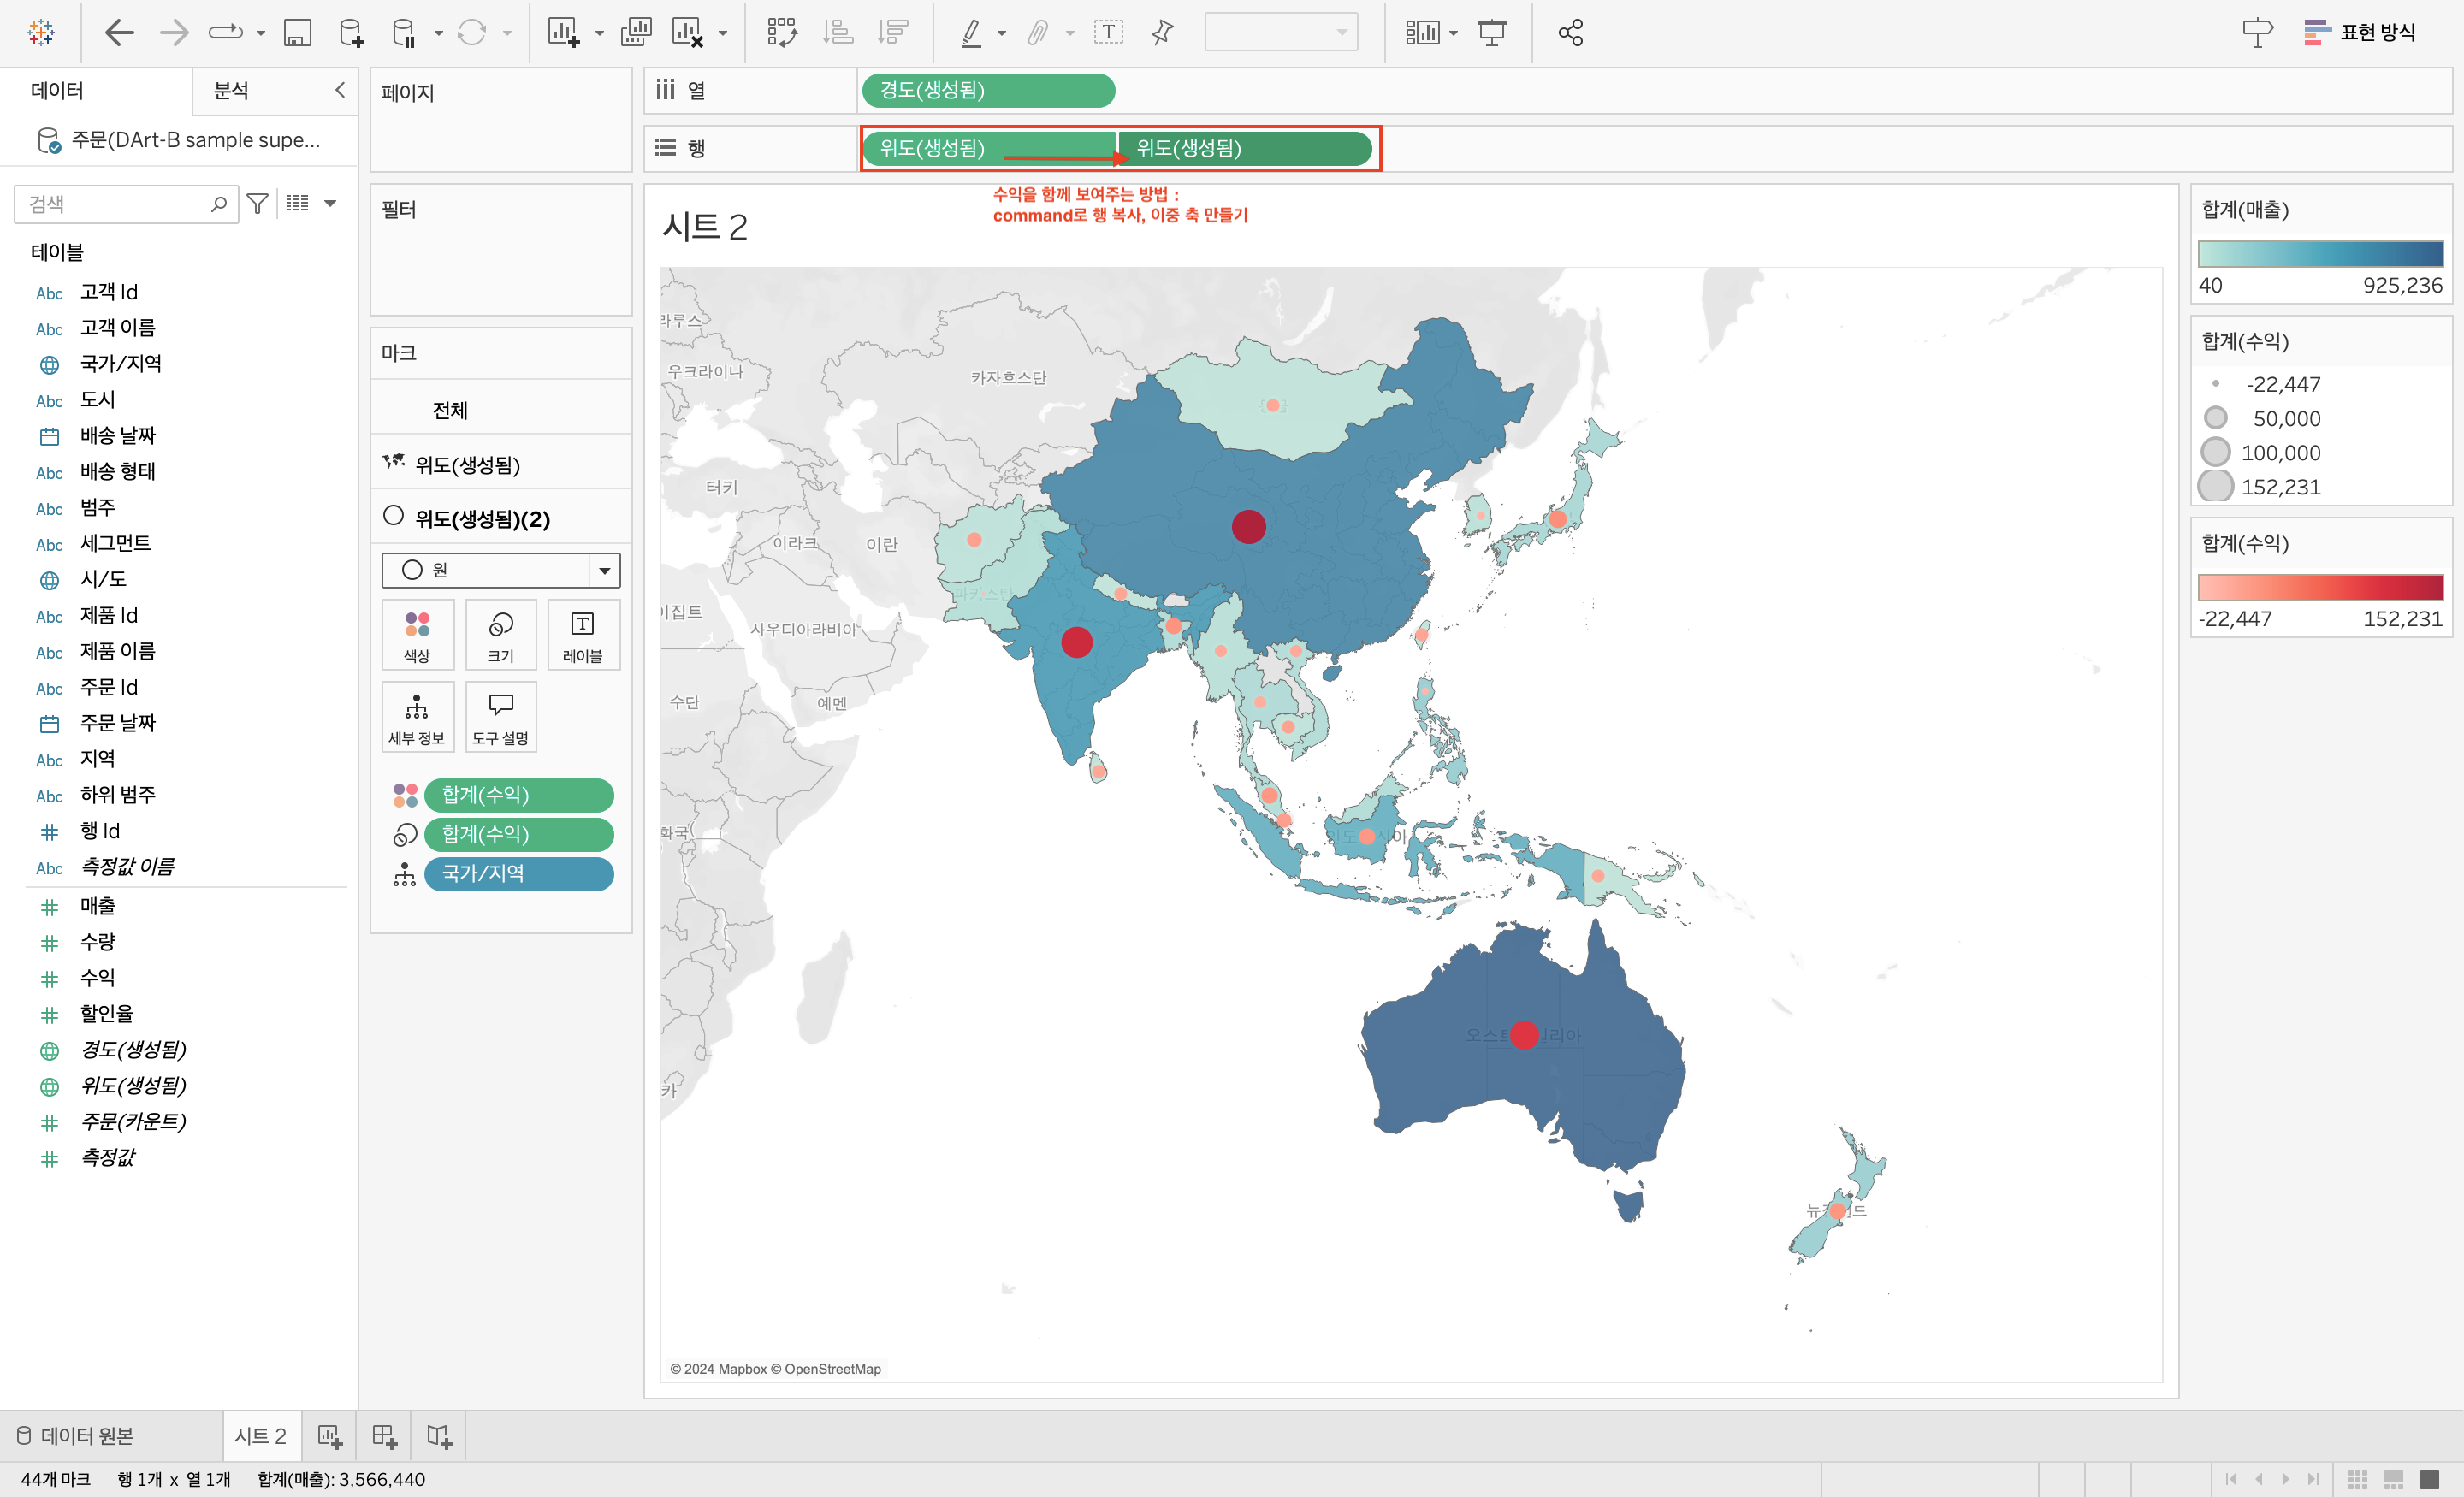 표현 방식
데이터
분석
페이지
열
경도(생성됨)
주문(DArt-B sample supe...
행
위도(생성됨)
위도(생성됨)
수익을 함께 보여주는 방법 :
command로 행 복사, 이중 축 만들기
검색
필터
시트 2
테이블
Abc 고객 Id
Abc 고객 이름
국가/지역
Abc 도시
배송 날짜
Abc 배송 형태
Abc 범주
Abc 세그먼트
시/도
Abc 제품 Id
Abc 제품 이름
Abc 주문 Id
주문 날짜
Abc 지역
Abc 하위 범주
행 Id
Abc 측정값 이름
매출
수량
수익
할인율
경도(생성됨)
위도(생성됨)
주문(카운트)
측정값
마크
전체
위도(생성됨)
위도(생성됨)(2)
원
색상
크기
T
레이블
세부 정보
도구 설명
합계(수익)
합계(수익)
국가/지역
우크라이나
카자흐스탄
터키
이라크
이란
파키스탄
사우디아라비아
수단
예멘
© 2024 Mapbox © OpenStreetMap
합계(매출)
40
925,236
합계(수익)
-22,447
50,000
100,000
152,231
합계(수익)
-22,447
152,231
데이터 원본
시트 2
44개 마크
행 1개 x 열 1개
합계(매출): 3,566,440